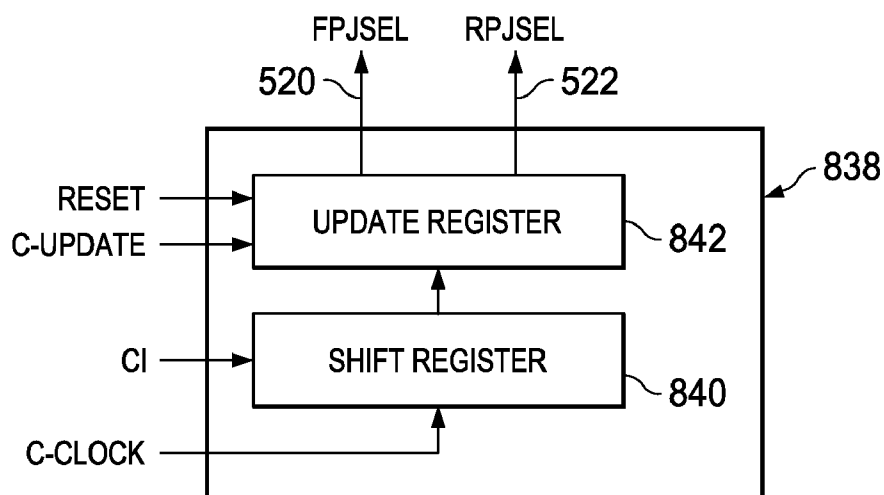 FPJSEL RPJSEL
520 522
838
RESET
UPDATE REGISTER
C-UPDATE
842
CI
SHIFT REGISTER
840
C-CLOCK